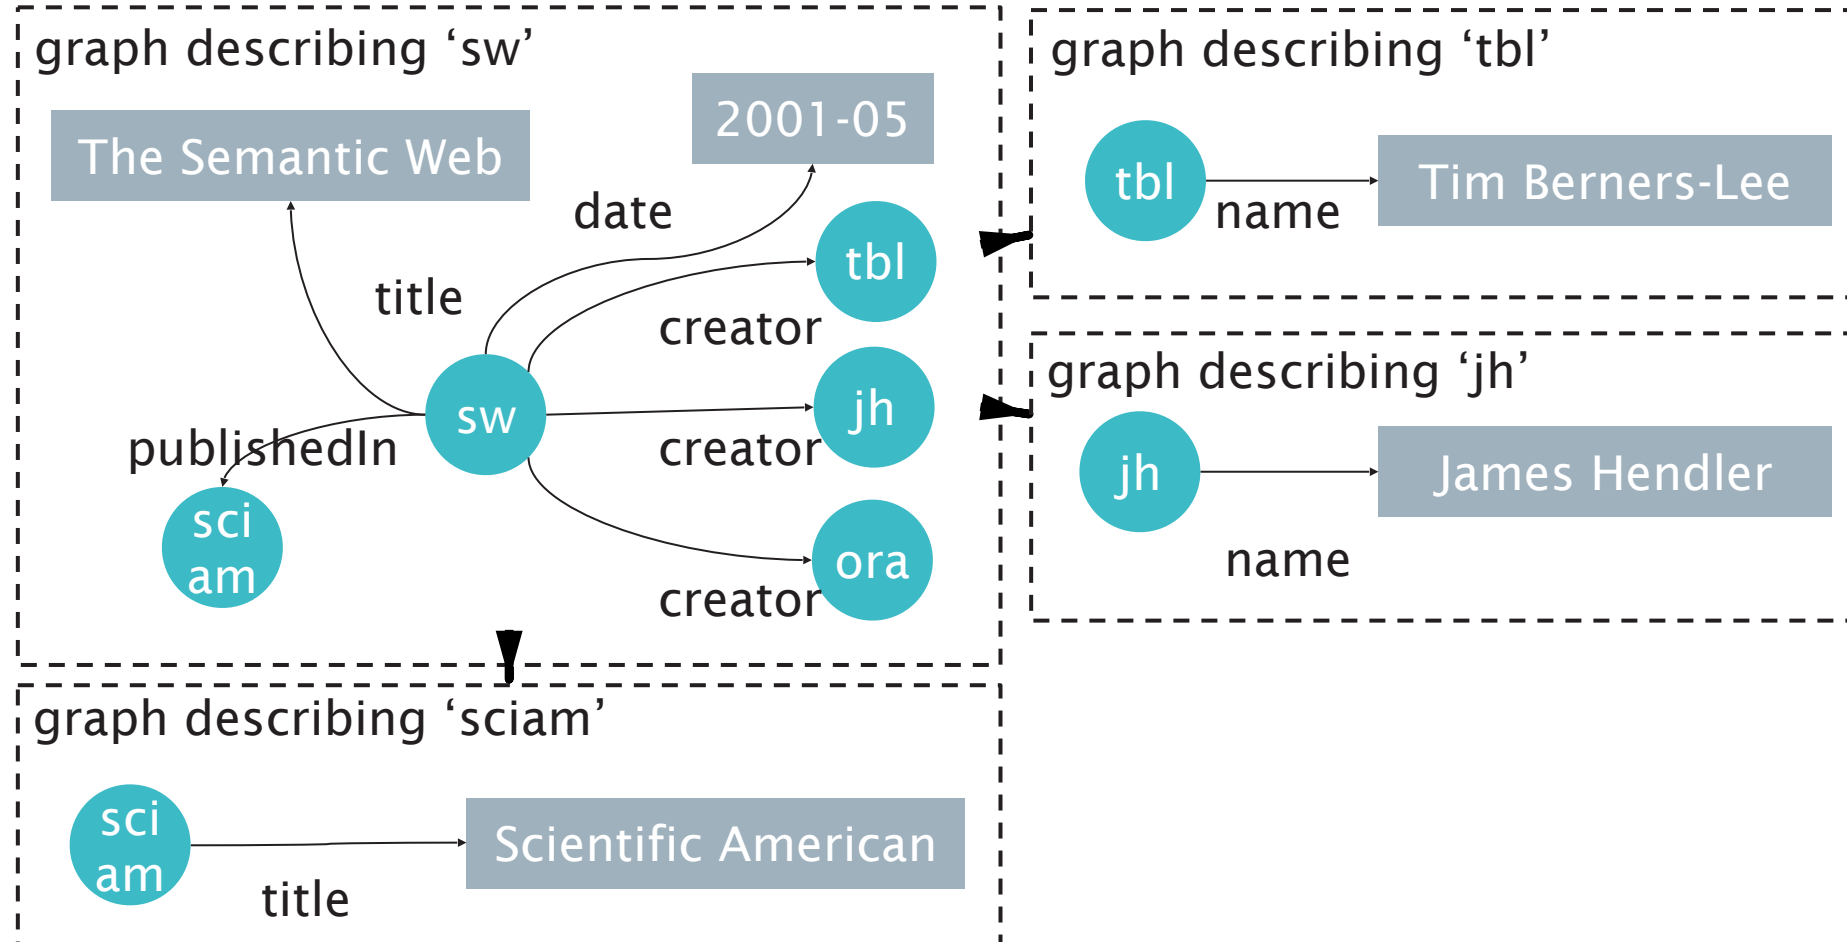 graph describing ‘sw’
The Semantic Web
2001-05
date
title
tbl
creator
sw
jh
creator
publishedIn
sci
am
ora
creator
graph describing ‘tbl’
tbl
name
Tim Berners-Lee
graph describing ‘jh’
jh
name
James Hendler
graph describing ‘sciam’
sci
am
title
Scientific American